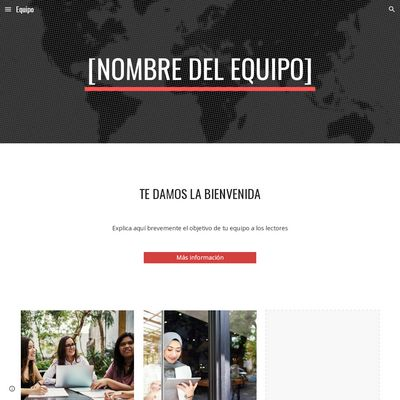 Equipo
[NOMBRE DEL EQUIPO]
TE DAMOS LA BIENVENIDA
Explica aquí brevemente el objetivo de tu equipo a los lectores
Más información